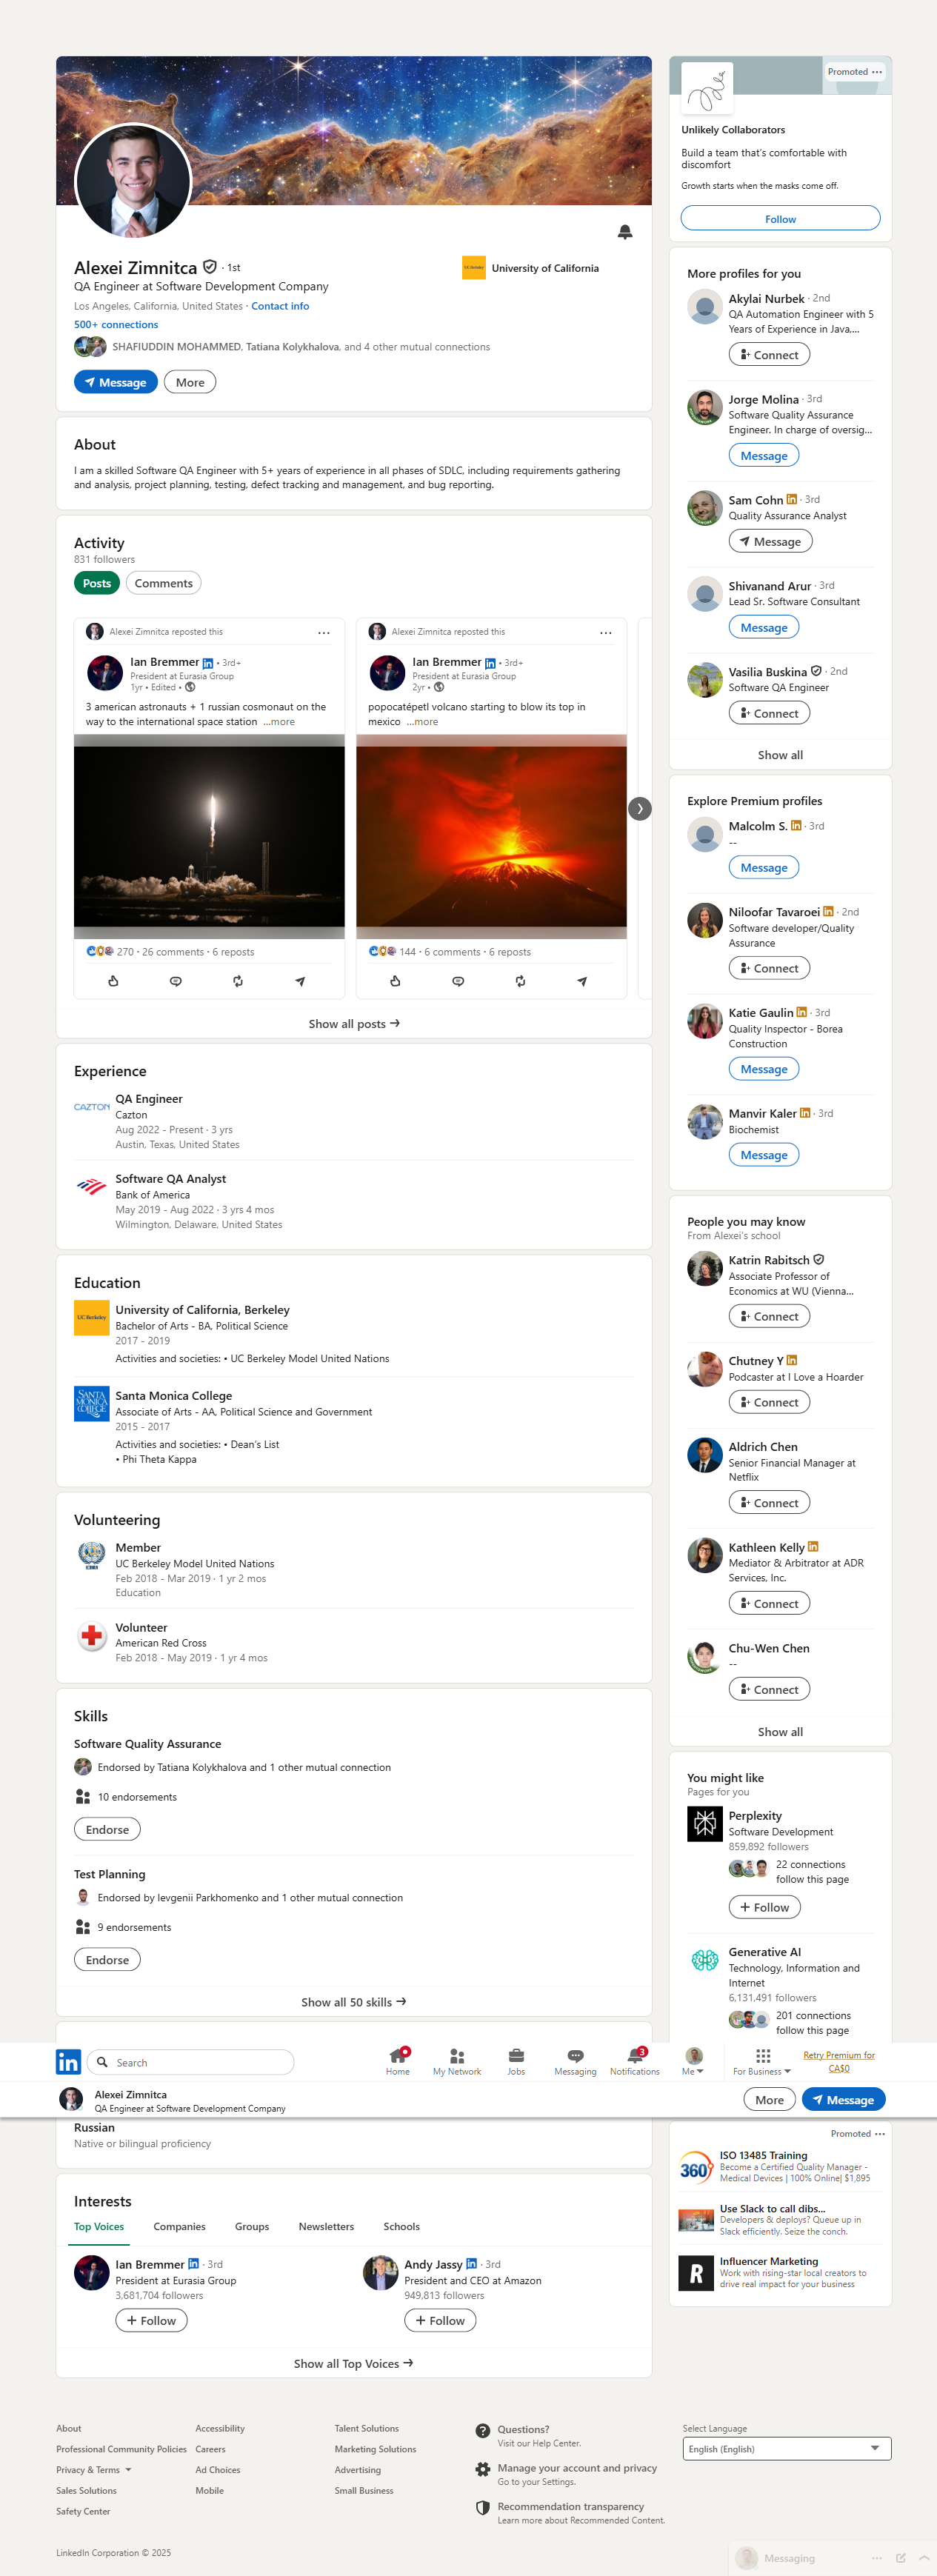 Alexei Zimnitca · 1st
QA Engineer at Software Development Company
Los Angeles, California, United States · Contact info
500+ connections
SHAFIUDDIN MOHAMMED, Tatiana Kolykhalova, and 4 other mutual connections
Message
More
UC Berkeley
University of California
About
I am a skilled Software QA Engineer with 5+ years of experience in all phases of SDLC, including requirements gathering
and analysis, project planning, testing, defect tracking and management, and bug reporting.
Activity
831 followers
Posts
Comments
Alexei Zimnitca reposted this
Ian Bremmer in • 3rd+
President at Eurasia Group
1yr • Edited •
3 american astronauts + 1 russian cosmonaut on the
way to the international space station …more
270 · 26 comments · 6 reposts
Alexei Zimnitca reposted this
Ian Bremmer in • 3rd+
President at Eurasia Group
2yr •
popocatépetl volcano starting to blow its top in
mexico …more
144 · 6 comments · 6 reposts
Show all posts →
Experience
CAZTON
QA Engineer
Cazton
Aug 2022 - Present · 3 yrs
Austin, Texas, United States
Software QA Analyst
Bank of America
May 2019 - Aug 2022 · 3 yrs 4 mos
Wilmington, Delaware, United States
Education
UC Berkeley
University of California, Berkeley
Bachelor of Arts - BA, Political Science
2017 - 2019
Activities and societies: • UC Berkeley Model United Nations
SANTA
MONICA
COLLEGE
Santa Monica College
Associate of Arts - AA, Political Science and Government
2015 - 2017
Activities and societies: • Dean's List
• Phi Theta Kappa
Volunteering
Member
UC Berkeley Model United Nations
Feb 2018 - Mar 2019 · 1 yr 2 mos
Education
Volunteer
American Red Cross
Feb 2018 - May 2019 · 1 yr 4 mos
Skills
Software Quality Assurance
Endorsed by Tatiana Kolykhalova and 1 other mutual connection
10 endorsements
Endorse
Test Planning
Endorsed by Ievgenii Parkhomenko and 1 other mutual connection
9 endorsements
Endorse
Show all 50 skills →
Promoted
Unlikely Collaborators
Build a team that's comfortable with
discomfort
Growth starts when the masks come off.
Follow
More profiles for you
Akylai Nurbek · 2nd
QA Automation Engineer with 5
Years of Experience in Java,...
Connect
Jorge Molina · 3rd
Software Quality Assurance
Engineer. In charge of oversig...
Message
Sam Cohn in · 3rd
Quality Assurance Analyst
Message
Shivanand Arur · 3rd
Lead Sr. Software Consultant
Message
Vasilia Buskina · 2nd
Software QA Engineer
Connect
Show all
Explore Premium profiles
Malcolm S. in · 3rd
--
Message
Niloofar Tavaroei in · 2nd
Software developer/Quality
Assurance
Connect
Katie Gaulin in · 3rd
Quality Inspector - Borea
Construction
Message
Manvir Kaler in · 3rd
Biochemist
Message
People you may know
From Alexei's school
Katrin Rabitsch
Associate Professor of
Economics at WU (Vienna...
Connect
Chutney Y in
Podcaster at I Love a Hoarder
Connect
Aldrich Chen
Senior Financial Manager at
Netflix
Connect
Kathleen Kelly in
Mediator & Arbitrator at ADR
Services, Inc.
Connect
Chu-Wen Chen
--
Connect
Show all
You might like
Pages for you
Perplexity
Software Development
859,892 followers
22 connections
follow this page
+ Follow
Generative AI
Technology, Information and
Internet
6,131,491 followers
201 connections
follow this page
in
Search
Home
My Network
Jobs
Messaging
3
Notifications
Me
For Business
Retry Premium for
CA$0
Alexei Zimnitca
QA Engineer at Software Development Company
More
Message
Russian
Native or bilingual proficiency
Interests
Top Voices
Companies
Groups
Newsletters
Schools
Ian Bremmer in · 3rd
President at Eurasia Group
3,681,704 followers
+ Follow
Andy Jassy in · 3rd
President and CEO at Amazon
949,813 followers
+ Follow
Show all Top Voices →
Promoted
360
ISO 13485 Training
Become a Certified Quality Manager -
Medical Devices | 100% Online| $1,895
Use Slack to call dibs...
Developers & deploys? Queue up in
Slack efficiently. Seize the conch.
R
Influencer Marketing
Work with rising-star local creators to
drive real impact for your business
About
Accessibility
Talent Solutions
Professional Community Policies
Careers
Marketing Solutions
Privacy & Terms
Ad Choices
Advertising
Sales Solutions
Mobile
Small Business
Safety Center
Questions?
Visit our Help Center.
Manage your account and privacy
Go to your Settings.
Recommendation transparency
Learn more about Recommended Content.
Select Language
English (English)
LinkedIn Corporation © 2025
Messaging